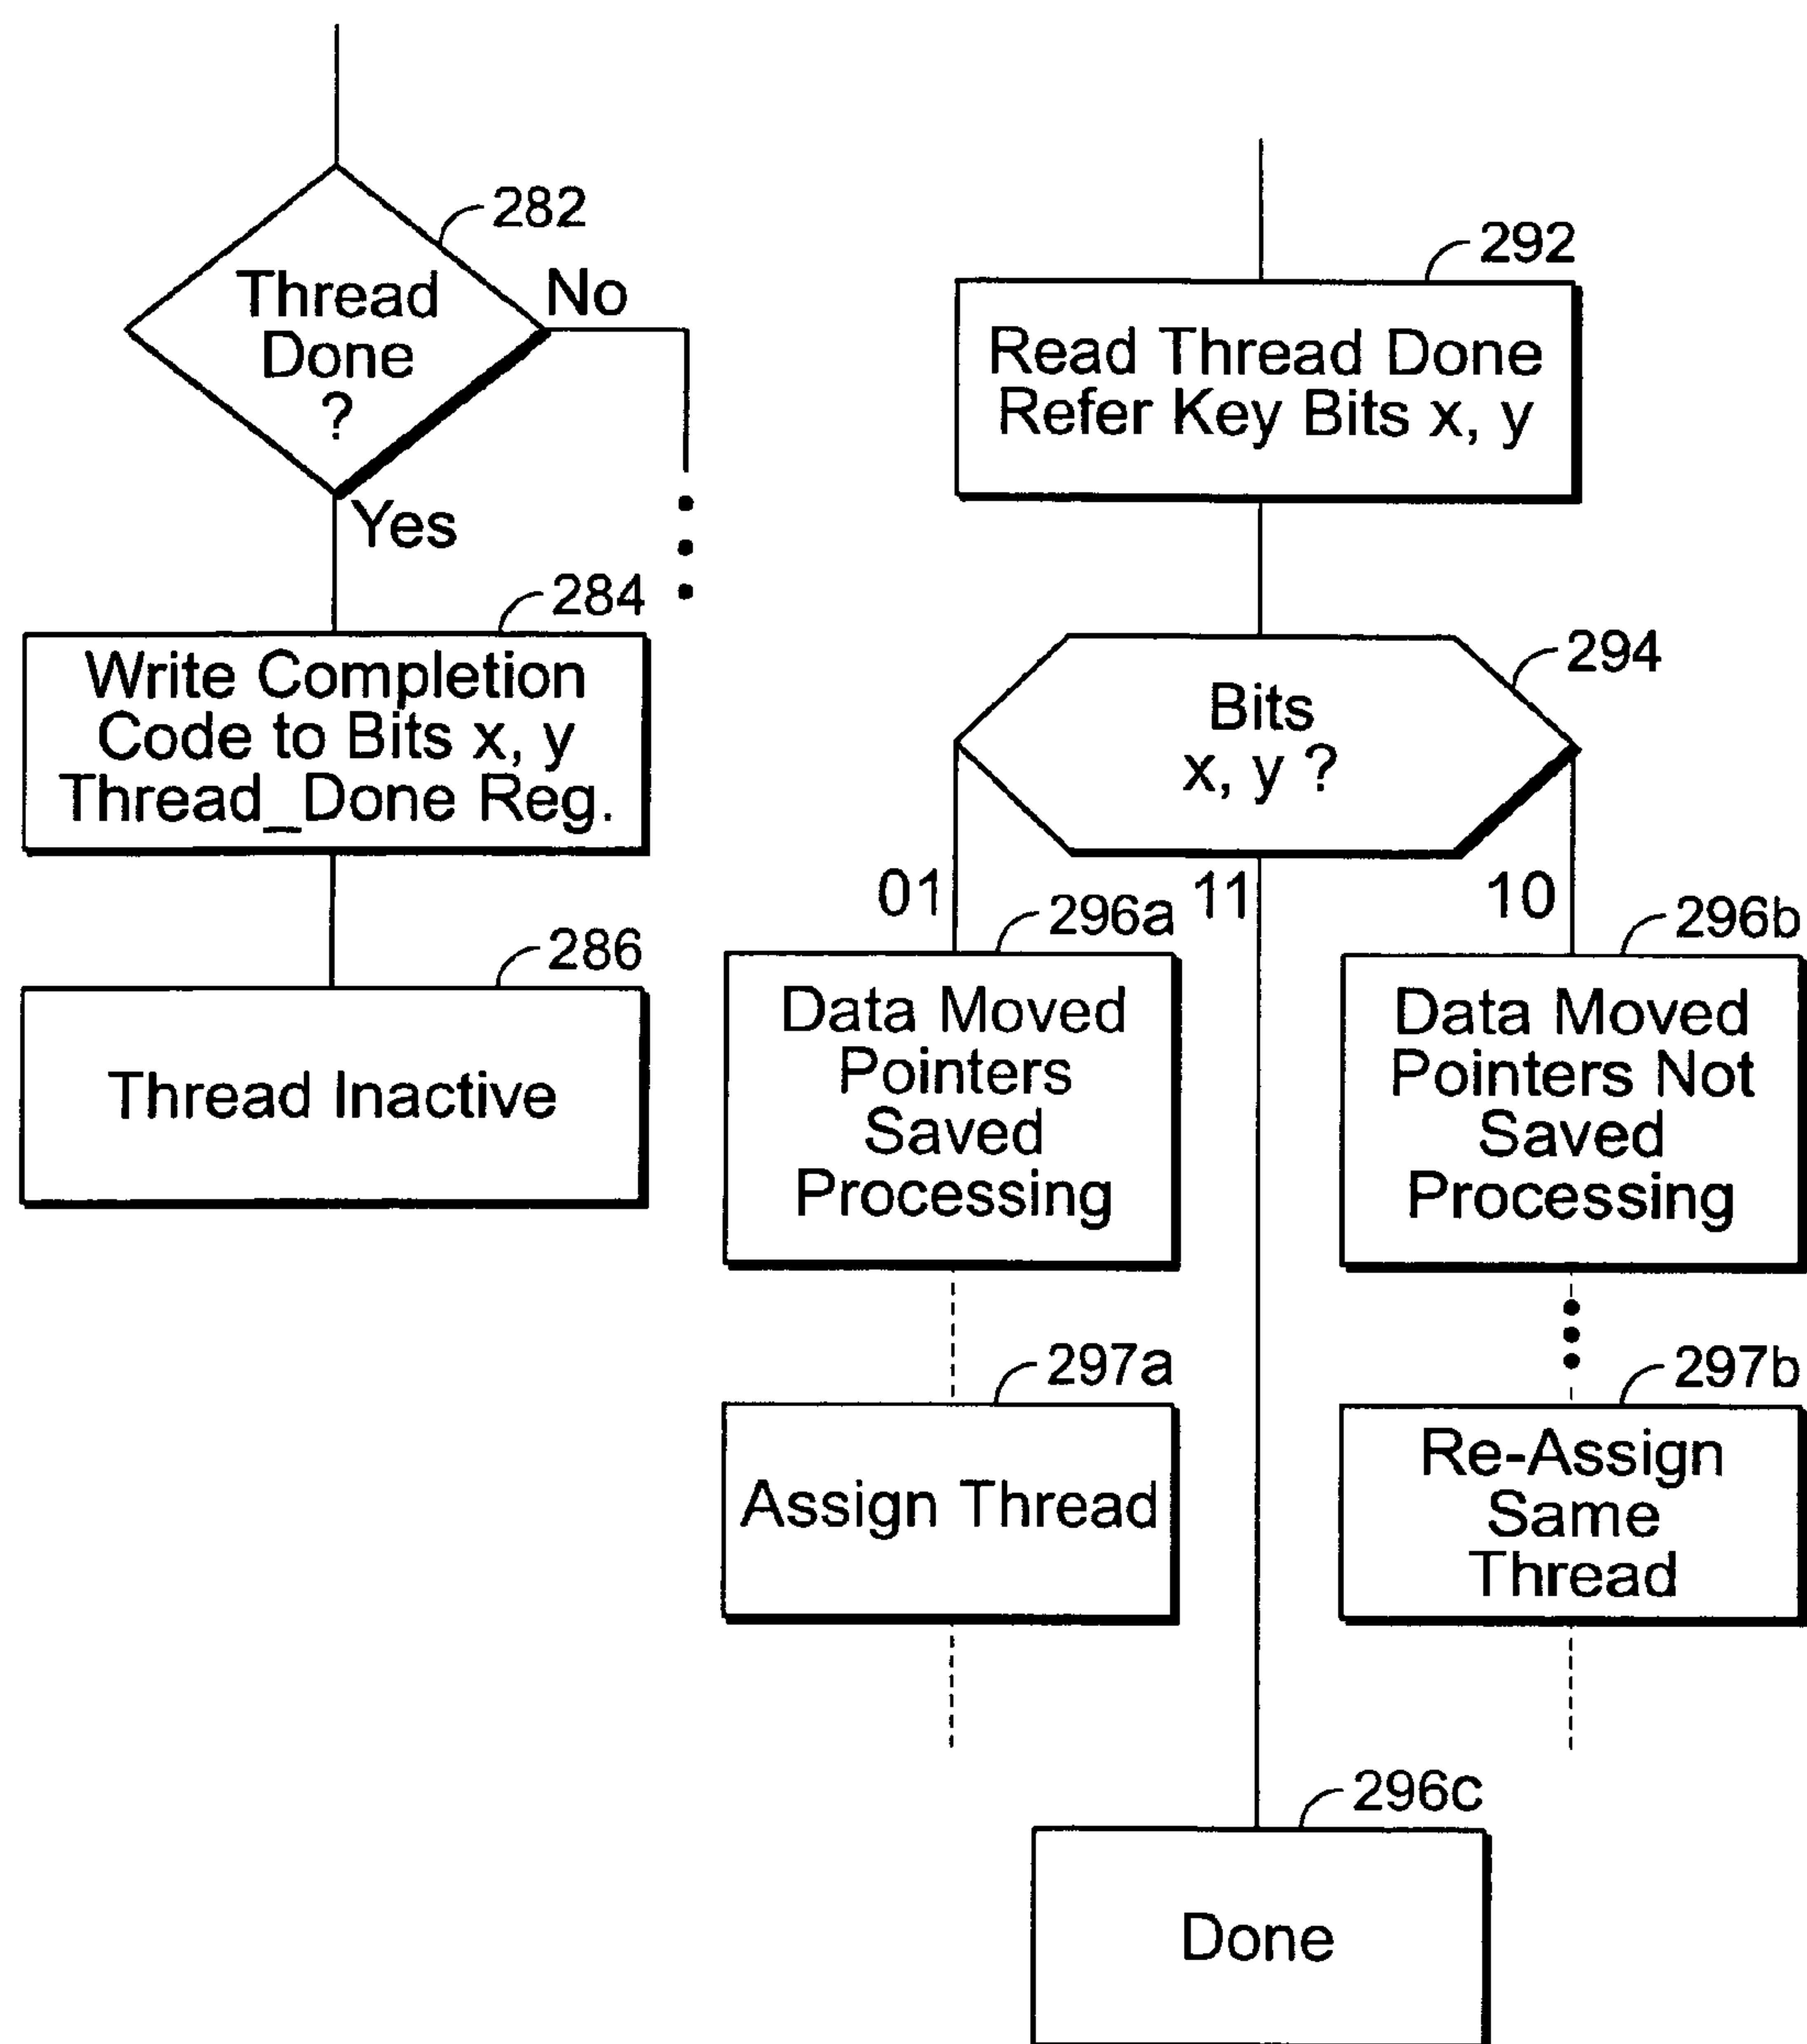 282
Thread
Done
?
No
Yes
284
Write Completion
Code to Bits x, y
Thread_Done Reg.
286
Thread Inactive
292
Read Thread Done
Refer Key Bits x, y
294
Bits
x, y ?
01
11
10
296a
Data Moved
Pointers
Saved
Processing
296b
Data Moved
Pointers Not
Saved
Processing
297a
Assign Thread
297b
Re-Assign
Same
Thread
296c
Done